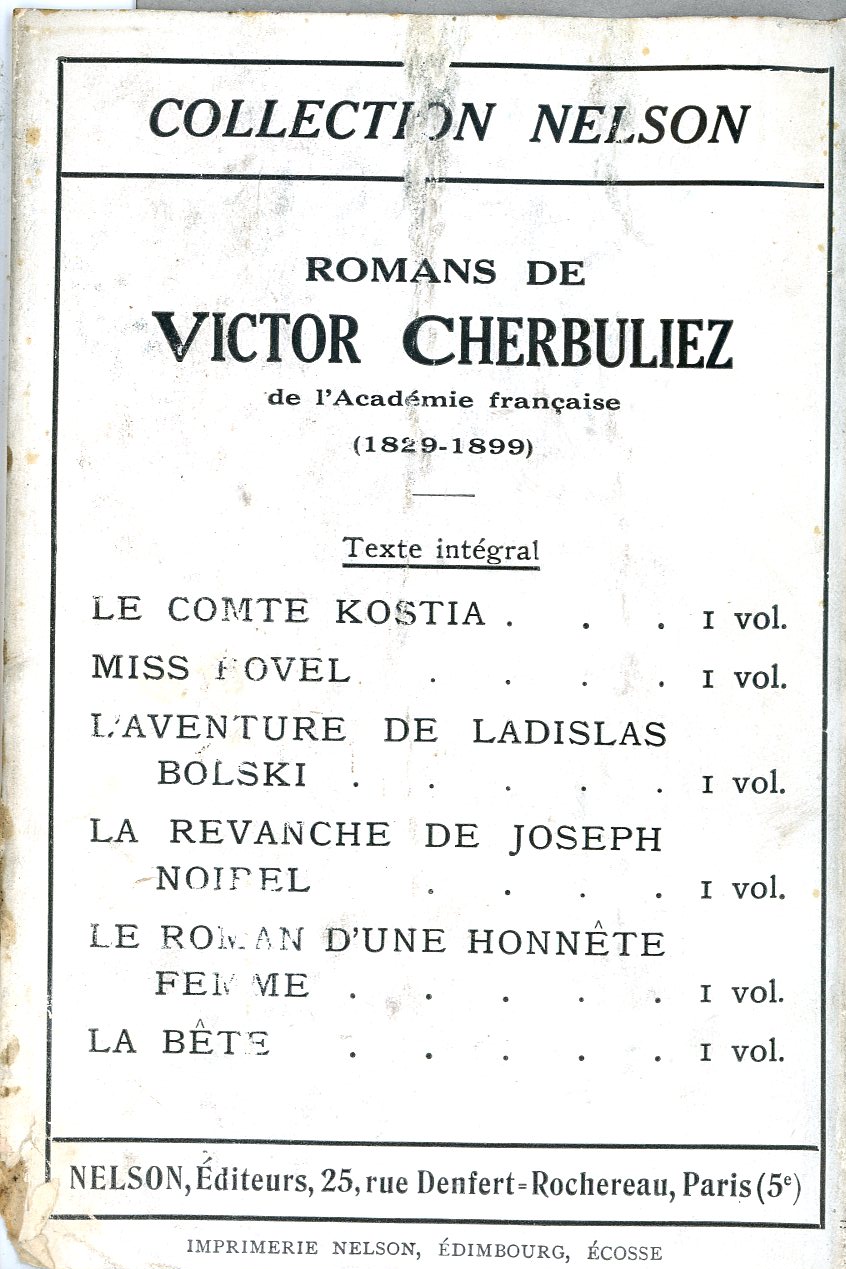 COLLECTION NELSON
ROMANS DE
VICTOR CHERBULIEZ
de l'Académie française
(1829-1899)
Texte intégral
LE COMTE KOSTIA . . . I vol.
MISS ROVEL . . . . I vol.
L'AVENTURE DE LADISLAS
BOLSKI . . . . . I vol.
LA REVANCHE DE JOSEPH
NOIREL . . . . I vol.
LE ROMAN D'UNE HONNÊTE
FEMME . . . . . I vol.
LA BÊTE . . . . . I vol.
NELSON, Éditeurs, 25, rue Denfert=Rochereau, Paris (5e)
IMPRIMERIE NELSON, ÉDIMBOURG, ÉCOSSE